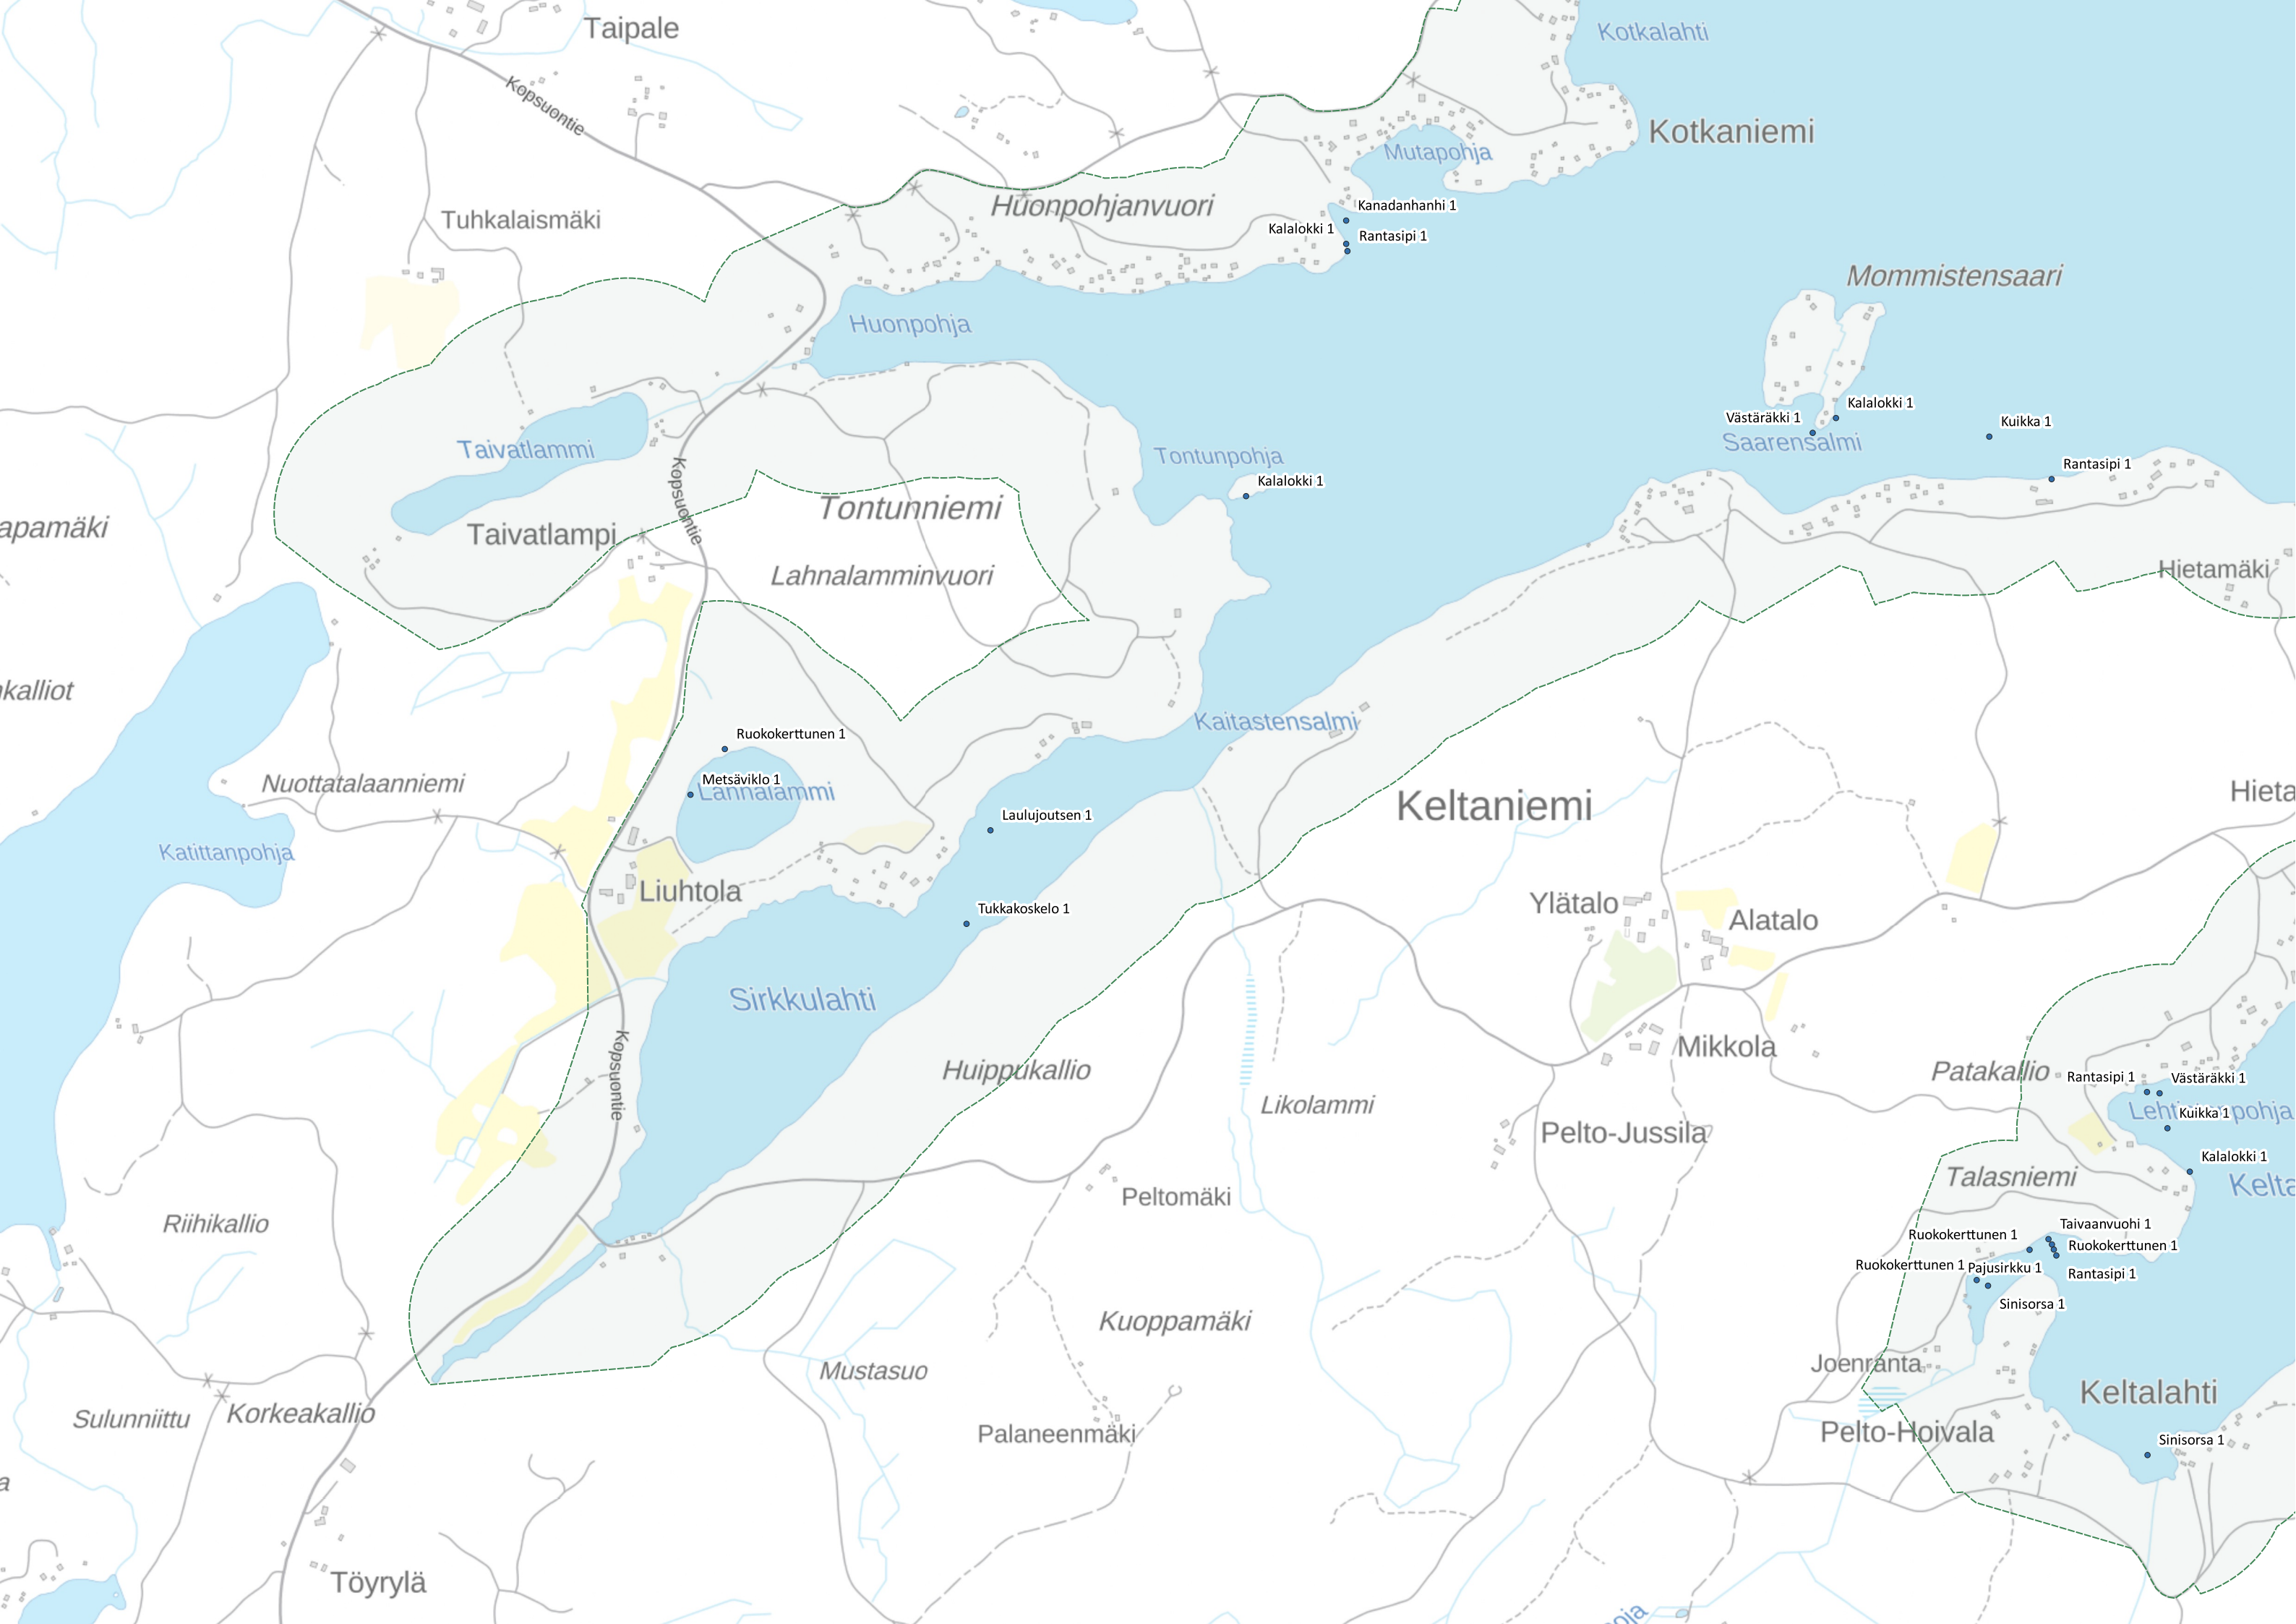 Taipale
Kotkalahti
Kopsuontie
Kotkaniemi
Mutapohja
Huonpohjanvuori
Kanadanhanhi 1
Tuhkalaismäki
Kalalokki 1
Rantasipi 1
Mommistensaari
Huonpohja
Västäräkki 1
Kalalokki 1
Kuikka 1
Saarensalmi
Taivatlammi
Tontunpohja
Rantasipi 1
Kalalokki 1
Kopsuontie
Tontunniemi
apamäki
Taivatlampi
Lahnalamminvuori
Hietamäki
kalliot
Kaitastensalmi
Ruokokerttunen 1
Nuottatalaanniemi
Metsäviklo 1
Lahnalammi
Keltaniemi
Hieta
Laulujoutsen 1
Katittanpohja
Liuhtola
Ylätalo
Alatalo
Tukkakoskelo 1
Sirkkulahti
Kopsuontie
Huippukallio
Mikkola
Patakallio
Rantasipi 1
Västäräkki 1
Likolammi
Kuikka 1
pohja
Pelto-Jussila
Kalalokki 1
Talasniemi
Kelta
Peltomäki
Riihikallio
Taivaanvuohi 1
Ruokokerttunen 1
Ruokokerttunen 1
Ruokokerttunen 1
Pajusirkku 1
Rantasipi 1
Sinisorsa 1
Kuoppamäki
Mustasuo
Joenranta
Keltalahti
Sulunniittu
Korkeakallio
Palaneenmäki
Pelto-Hoivala
Sinisorsa 1
a
Töyrylä
oja